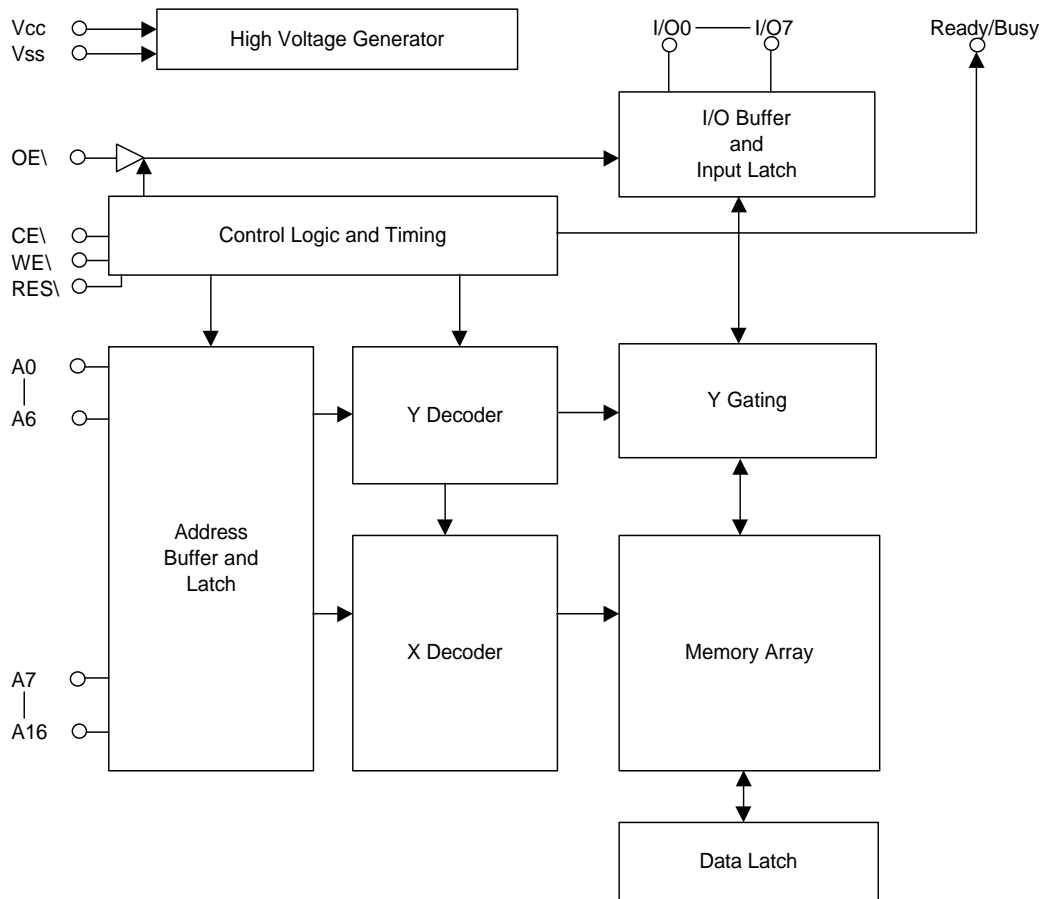 Vcc
Vss
High Voltage Generator
I/O0
I/O7
Ready/Busy
I/O Buffer
and
Input Latch
OE\
Control Logic and Timing
CE\
WE\
RES\
A0
A6
Y Decoder
Y Gating
Address
Buffer and
Latch
X Decoder
Memory Array
A7
A16
Data Latch